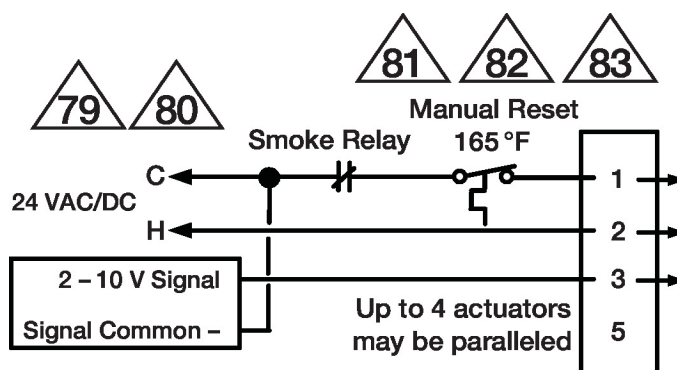 81 82 83
79 80
Manual Reset
Smoke Relay 165 °F
C 1
24 VAC/DC
H 2
2 – 10 V Signal 3
Up to 4 actuators
Signal Common – may be paralleled 5